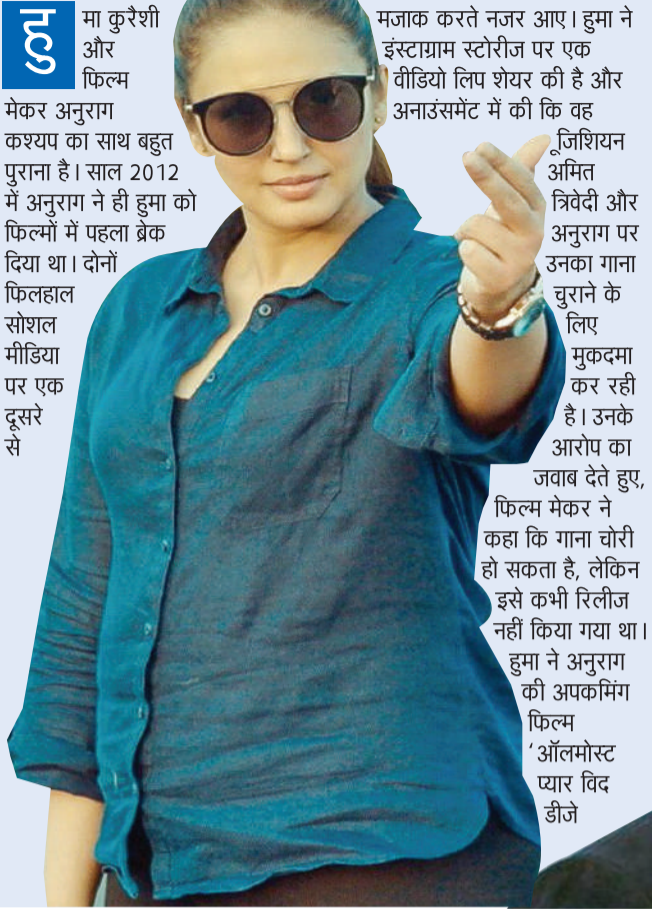 हुमा कुरैशी
और
फिल्म
मेकर अनुराग
कश्यप का साथ बहुत
पुराना है। साल 2012
में अनुराग ने ही हुमा को
फिल्मों में पहला ब्रेक
दिया था। दोनों
फिलहाल
सोशल
मीडिया
पर एक
दूसरे
से
मजाक करते नजर आए। हुमा ने
इंस्टाग्राम स्टोरीज पर एक
वीडियो लिप शेयर की है और
अनाउंसमेंट में की कि वह
ूजिशियन
अमित
त्रिवेदी और
अनुराग पर
उनका गाना
चुराने के
लिए
मुकदमा
कर रही
है। उनके
आरोप का
जवाब देते हुए,
फिल्म मेकर ने
कहा कि गाना चोरी
हो सकता है, लेकिन
इसे कभी रिलीज
नहीं किया गया था।
हुमा ने अनुराग
की अपकमिंग
फिल्म
‘ऑलमोस्ट
प्यार विद
डीजे